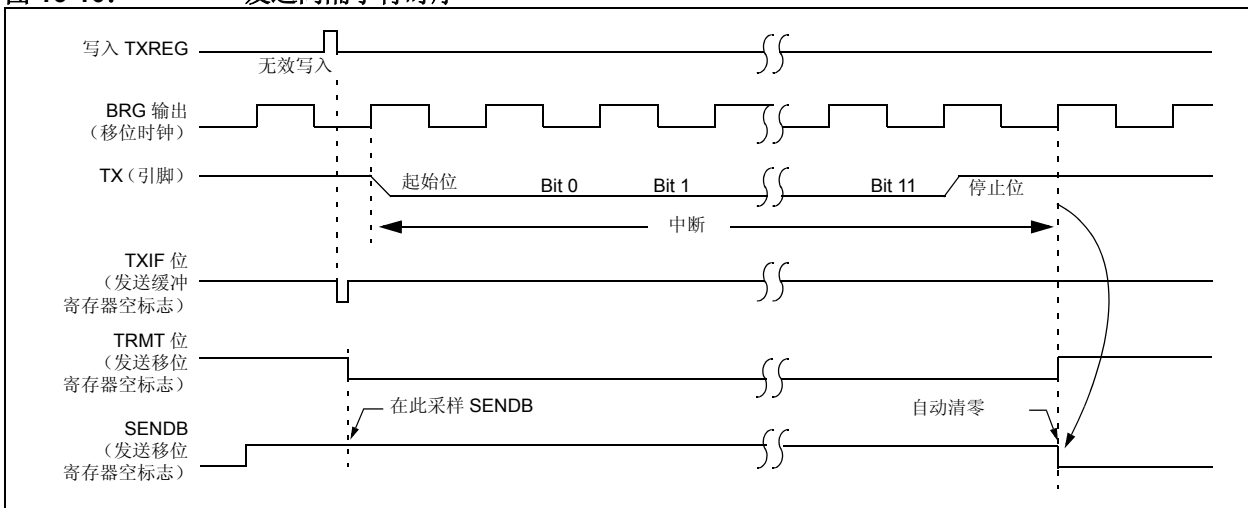 写入 TXREG
无效写入
BRG 输出
（移位时钟）
TX（引脚）
起始位
Bit 0
Bit 1
Bit 11
停止位
中断
TXIF 位
（发送缓冲
寄存器空标志）
TRMT 位
（发送移位
寄存器空标志）
在此采样 SENDB
自动清零
SENDB
（发送移位
寄存器空标志）